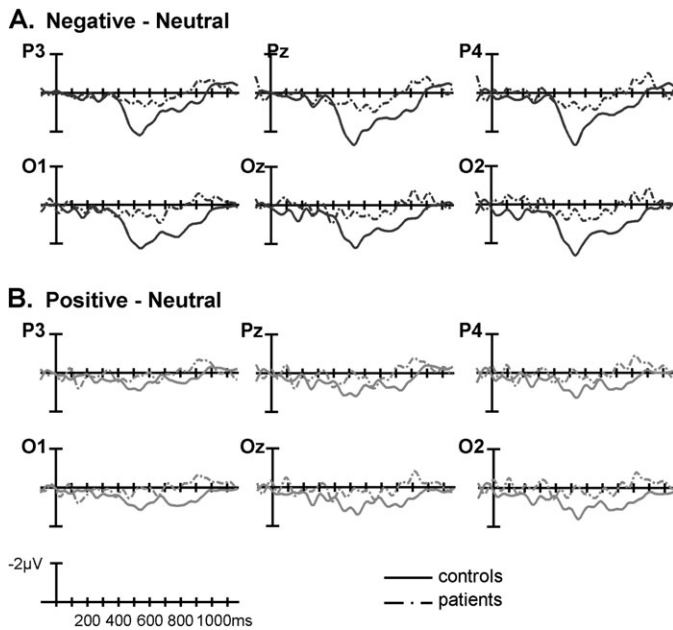 A. Negative - Neutral
P3 Pz P4
O1 Oz O2
B. Positive - Neutral
P3 Pz P4
O1 Oz O2
-2µV
controls
patients
200 400 600 800 1000ms